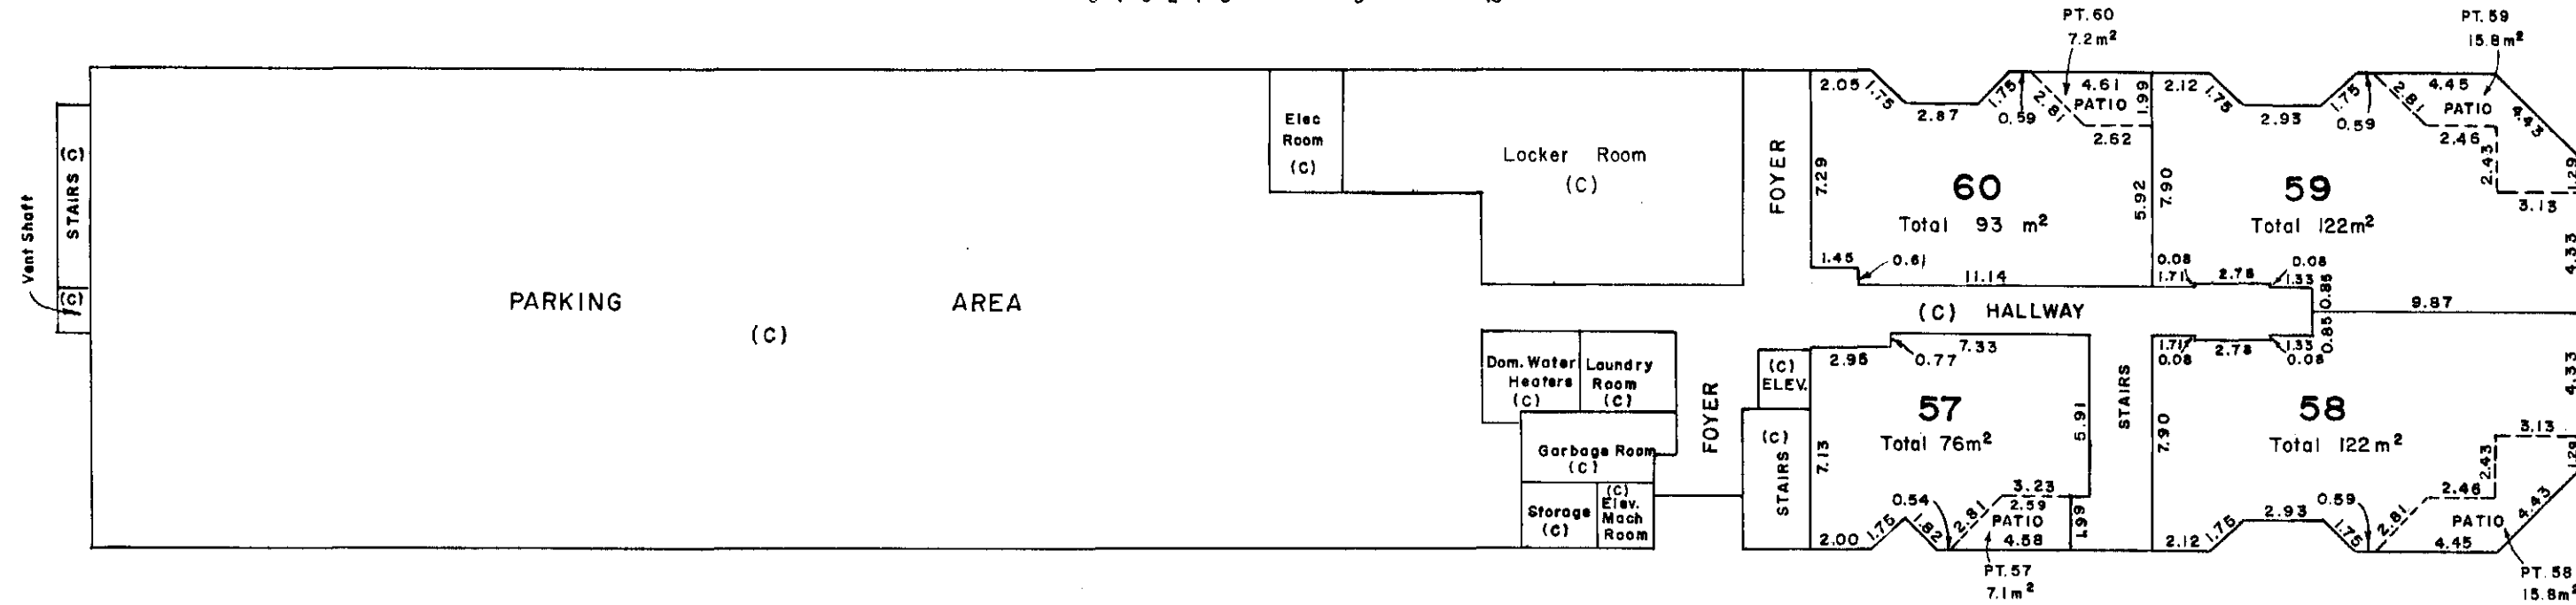 PT. 60
7.2 m²
PT. 59
15.8 m²
2.05
1.75
2.87
1.75
0.59
2.81
4.61
PATIO
1.99
2.62
2.12
1.75
2.93
1.75
0.59
2.81
4.45
PATIO
2.46
4.43
2.43
1.29
3.13
Elec
Room
(C)
Locker Room
(C)
FOYER
7.29
60
Total 93 m²
5.92
7.90
59
Total 122m²
4.33
Vent Shaft
STAIRS (C)
(C)
PARKING AREA
(C)
1.45
0.61
11.14
0.08
1.71
2.78
0.08
1.33
0.85
9.87
(C) HALLWAY
0.85
Dom. Water
Heaters
(C)
Laundry
Room
(C)
FOYER
(C)
ELEV.
2.95
0.77
7.33
1.71
0.08
2.78
1.33
0.08
4.33
57
Total 76m²
5.91
STAIRS
7.90
58
Total 122 m²
3.13
Garbage Room
(C)
(C)
STAIRS
7.13
Storage
(C)
(C)
Elev.
Mach
Room
2.00
1.75
1.82
0.54
2.81
3.23
2.59
PATIO
4.58
1.99
2.12
1.75
2.93
0.59
1.75
2.81
2.46
2.43
PATIO
4.45
4.43
1.29
PT. 57
7.1 m²
PT. 58
15.8m²